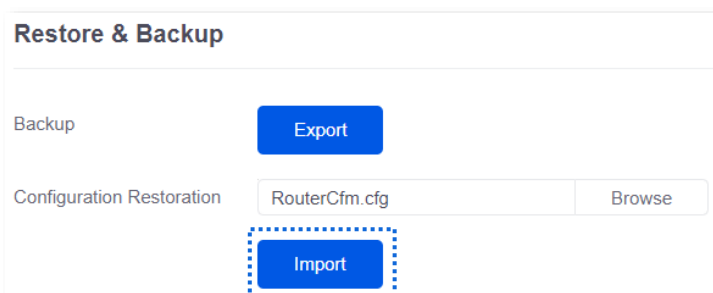 Restore & Backup
Backup
Export
Configuration Restoration
RouterCfm.cfg
Browse
Import